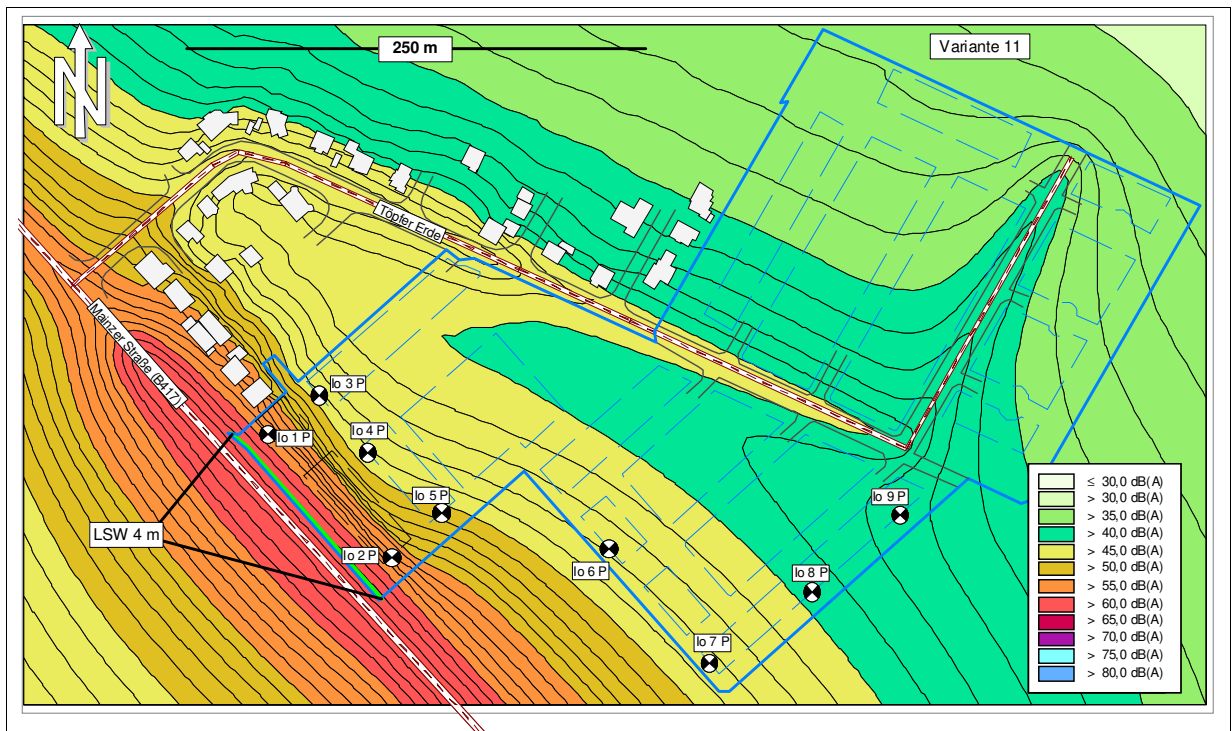 N
250 m
Variante 11
Töpfer Erde
Mainzer Straße (B417)
Io 3 P
Io 1 P
Io 4 P
Io 5 P
LSW 4 m
Io 2 P
Io 6 P
Io 9 P
Io 8 P
Io 7 P
≤ 30,0 dB(A)
> 30,0 dB(A)
> 35,0 dB(A)
> 40,0 dB(A)
> 45,0 dB(A)
> 50,0 dB(A)
> 55,0 dB(A)
> 60,0 dB(A)
> 65,0 dB(A)
> 70,0 dB(A)
> 75,0 dB(A)
> 80,0 dB(A)